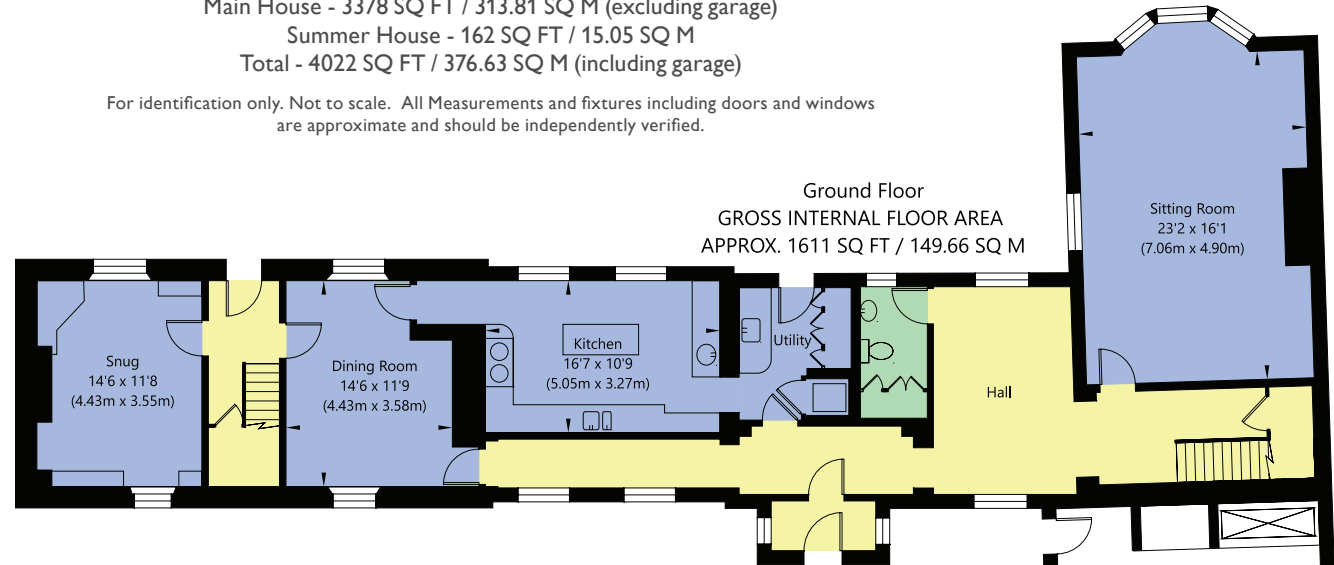 Main House - 3378 SQ FT / 313.81 SQ M (excluding garage)
Summer House - 162 SQ FT / 15.05 SQ M
Total - 4022 SQ FT / 376.63 SQ M (including garage)
For identification only. Not to scale.  All Measurements and fixtures including doors and windows
are approximate and should be independently verified.
Ground Floor
GROSS INTERNAL FLOOR AREA
APPROX. 1611 SQ FT / 149.66 SQ M
Sitting Room
23'2 x 16'1
(7.06m x 4.90m)
Snug
14'6 x 11'8
(4.43m x 3.55m)
Dining Room
14'6 x 11'9
(4.43m x 3.58m)
Kitchen
16'7 x 10'9
(5.05m x 3.27m)
Utility
Hall